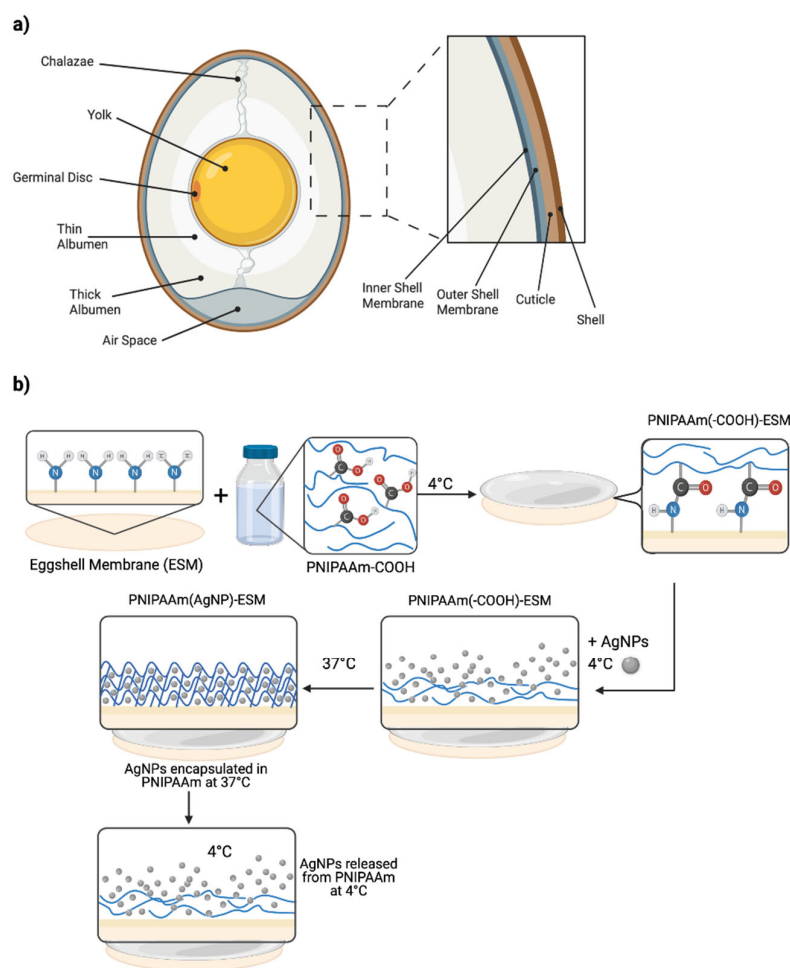 a)
Chalazae
Yolk
Germinal Disc
Thin
Albumen
Thick
Albumen
Air Space
Inner Shell
Membrane
Outer Shell
Membrane
Cuticle
Shell
b)
H H H H H H H H
N N N N
+
Eggshell Membrane (ESM)
O H
C O
O H
C O
O H
C O
PNIPAAm-COOH
4°C
PNIPAAm(-COOH)-ESM
C O C O
H N H N
+ AgNPs
4°C
PNIPAAm(-COOH)-ESM
37°C
PNIPAAm(AgNP)-ESM
AgNPs encapsulated in
PNIPAAm at 37°C
4°C
AgNPs released
from PNIPAAm
at 4°C